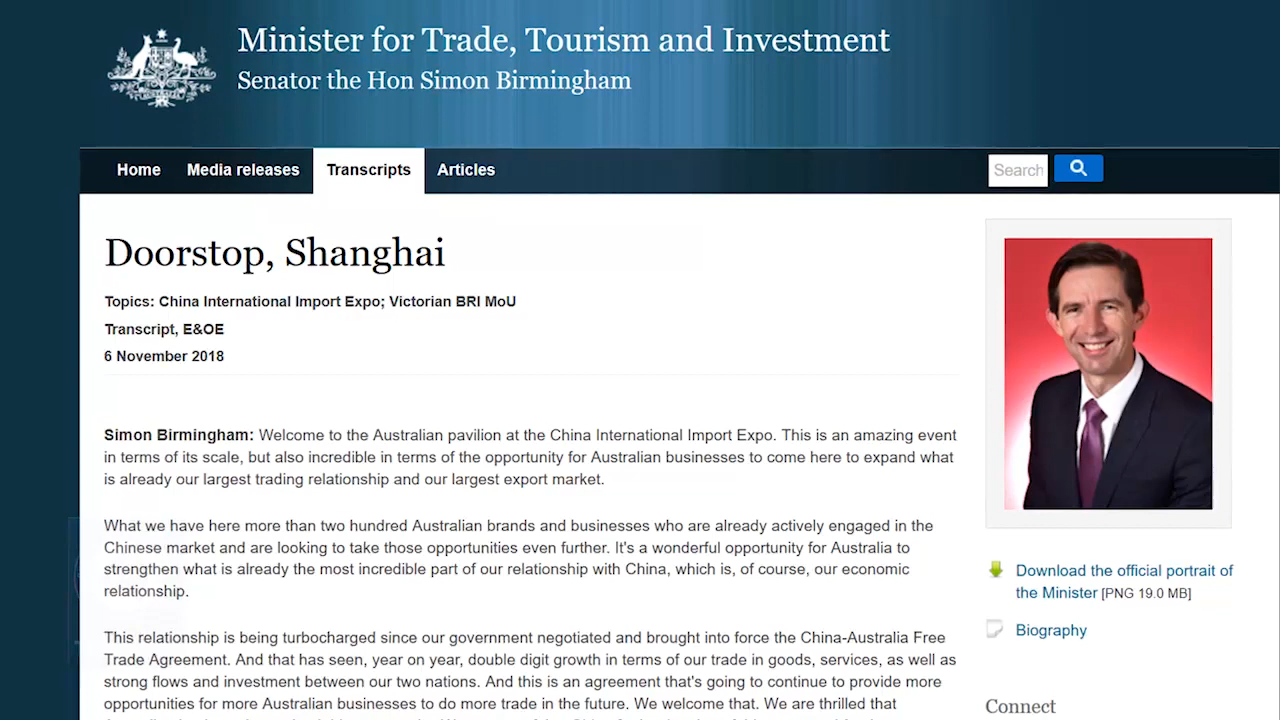 Minister for Trade, Tourism and Investment
Senator the Hon Simon Birmingham
Home
Media releases
Transcripts
Articles
Search
Doorstop, Shanghai
Topics: China International Import Expo; Victorian BRI MoU
Transcript, E&OE
6 November 2018
Simon Birmingham: Welcome to the Australian pavilion at the China International Import Expo. This is an amazing event
in terms of its scale, but also incredible in terms of the opportunity for Australian businesses to come here to expand what
is already our largest trading relationship and our largest export market.
What we have here more than two hundred Australian brands and businesses who are already actively engaged in the
Chinese market and are looking to take those opportunities even further. It's a wonderful opportunity for Australia to
strengthen what is already the most incredible part of our relationship with China, which is, of course, our economic
relationship.
This relationship is being turbocharged since our government negotiated and brought into force the China-Australia Free
Trade Agreement. And that has seen, year on year, double digit growth in terms of our trade in goods, services, as well as
strong flows and investment between our two nations. And this is an agreement that's going to continue to provide more
opportunities for more Australian businesses to do more trade in the future. We welcome that. We are thrilled that
Download the official portrait of
the Minister [PNG 19.0 MB]
Biography
Connect